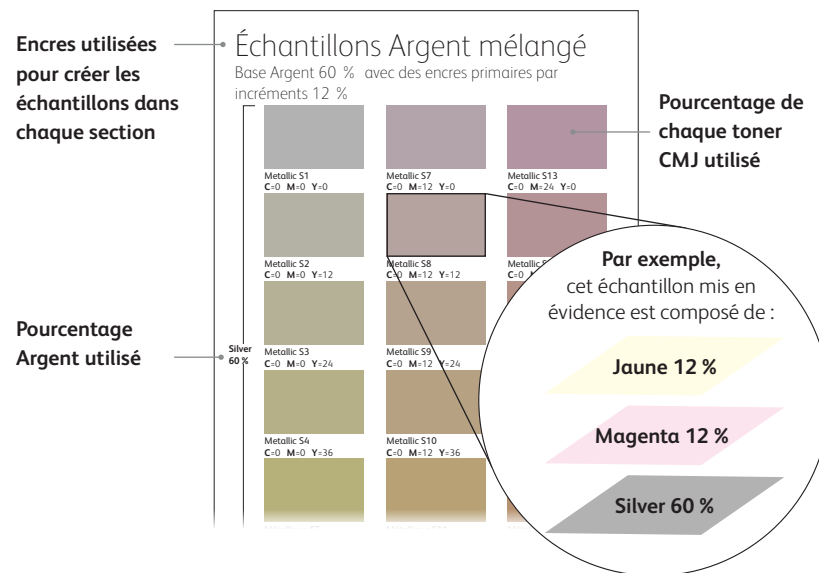 Encres utilisées
pour créer les
échantillons dans
chaque section
Échantillons Argent mélangé
Base Argent 60 % avec des encres primaires par
incréments 12 %
Pourcentage de
chaque toner
CMJ utilisé
Metallic S1
C=0 M=0 Y=0
Metallic S7
C=0 M=12 Y=0
Metallic S13
C=0 M=24 Y=0
Metallic S2
C=0 M=0 Y=12
Metallic S8
C=0 M=12 Y=12
Metallic
C=0
Pourcentage
Argent utilisé
Silver
60 %
Metallic S3
C=0 M=0 Y=24
Metallic S9
C=0 M=12 Y=24
Metallic S4
C=0 M=0 Y=36
Metallic S10
C=0 M=12 Y=36
Par exemple,
cet échantillon mis en
évidence est composé de :
Jaune 12 %
Magenta 12 %
Silver 60 %